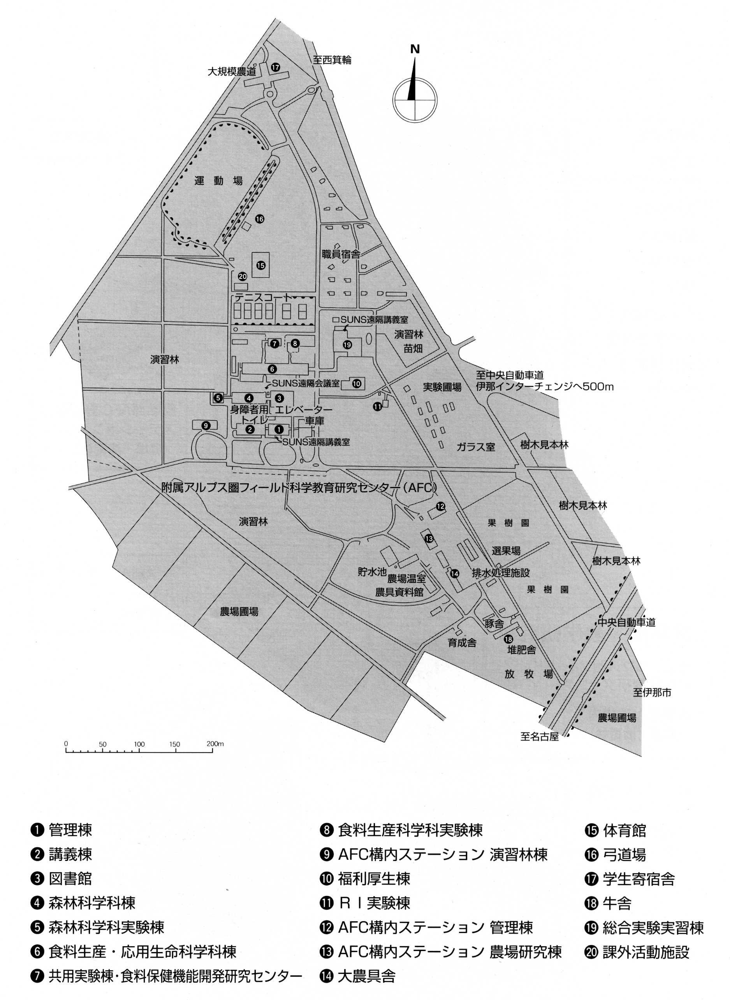 N
至西箕輪
大規模農道
⓱
運動場
⓰
職員宿舎
⓯
⓴
テニスコート
SUNS遠隔講義室
演習林
苗畑
❼
❽
⓳
演習林
❻
至中央自動車道
伊那インターチェンジへ500m
SUNS遠隔会議室
❿
実験圃場
❺
❹
❸
⓫
身障者用
トイレ
エレベーター
車庫
❾
❷
❶
SUNS遠隔講義室
ガラス室
樹木見本林
附属アルプス圏フィールド科学教育研究センター(AFC)
⓬
樹木見本林
演習林
果樹園
⓭
選果場
樹木見本林
貯水池
農場温室
⓮
排水処理施設
農具資料館
果樹園
農場圃場
豚舎
中央自動車道
育成舎
⓲
堆肥舎
放牧場
至伊那市
農場圃場
至名古屋
0 50 100 150 200m
❶ 管理棟
❷ 講義棟
❸ 図書館
❹ 森林科学科棟
❺ 森林科学科実験棟
❻ 食料生産・応用生命科学科棟
❼ 共用実験棟・食料保健機能開発研究センター
❽ 食料生産科学科実験棟
❾ AFC構内ステーション 演習林棟
❿ 福利厚生棟
⓫ RI実験棟
⓬ AFC構内ステーション 管理棟
⓭ AFC構内ステーション 農場研究棟
⓮ 大農具舎
⓯ 体育館
⓰ 弓道場
⓱ 学生寄宿舎
⓲ 牛舎
⓳ 総合実験実習棟
⓴ 課外活動施設